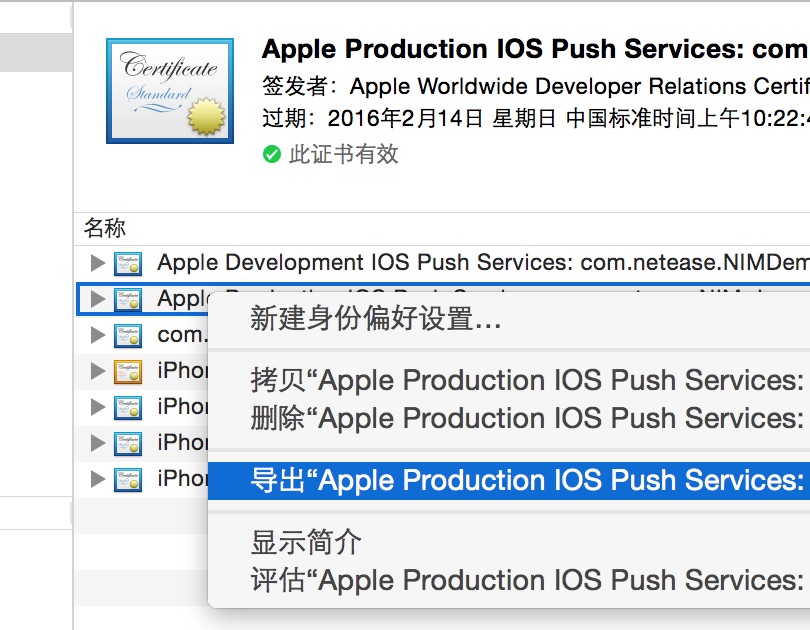 Certificate
Standard
Apple Production IOS Push Services: com
签发者：Apple Worldwide Developer Relations Certif
过期：2016年2月14日 星期日 中国标准时间上午10:22:4
此证书有效
名称
Apple Development IOS Push Services: com.netease.NIMDem
Appl
com.
iPhon
iPhon
iPhon
iPhon
新建身份偏好设置...
拷贝“Apple Production IOS Push Services:
删除“Apple Production IOS Push Services:
导出“Apple Production IOS Push Services:
显示简介
评估“Apple Production IOS Push Services: